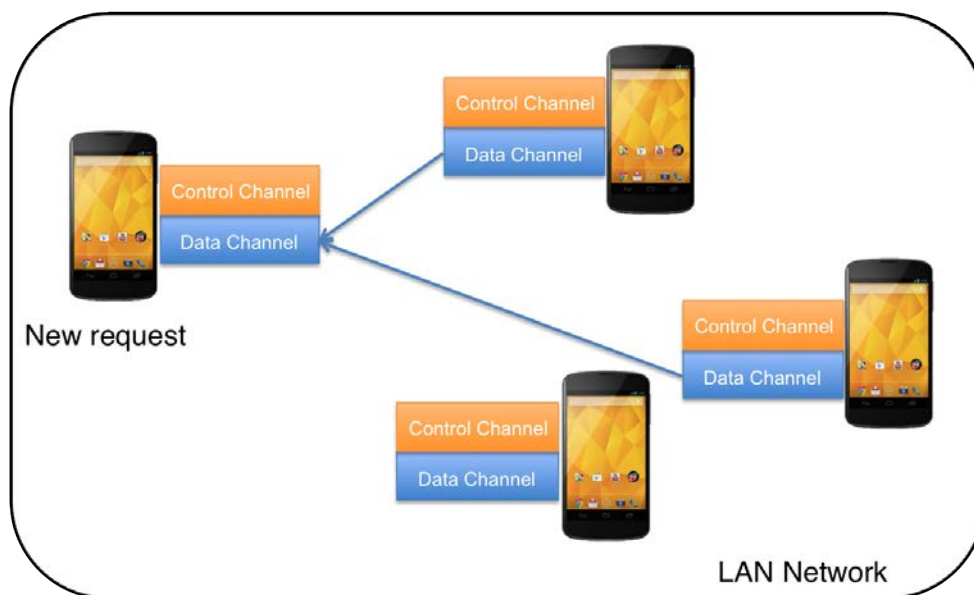 Control Channel
Data Channel
Control Channel
Data Channel
New request
Control Channel
Data Channel
Control Channel
Data Channel
LAN Network